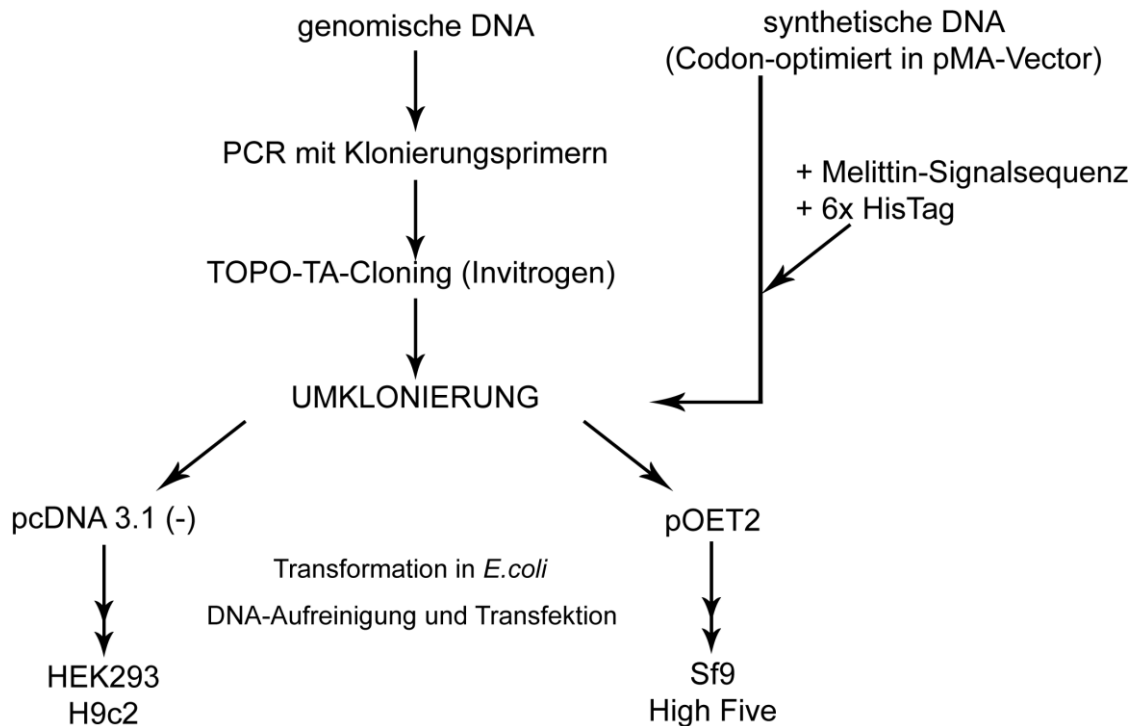 genomische DNA
synthetische DNA
(Codon-optimiert in pMA-Vector)
PCR mit Klonierungsprimern
+ Melittin-Signalsequenz
+ 6x HisTag
TOPO-TA-Cloning (Invitrogen)
UMKLONIERUNG
pcDNA 3.1 (-)
pOET2
Transformation in E.coli
DNA-Aufreinigung und Transfektion
HEK293
H9c2
Sf9
High Five